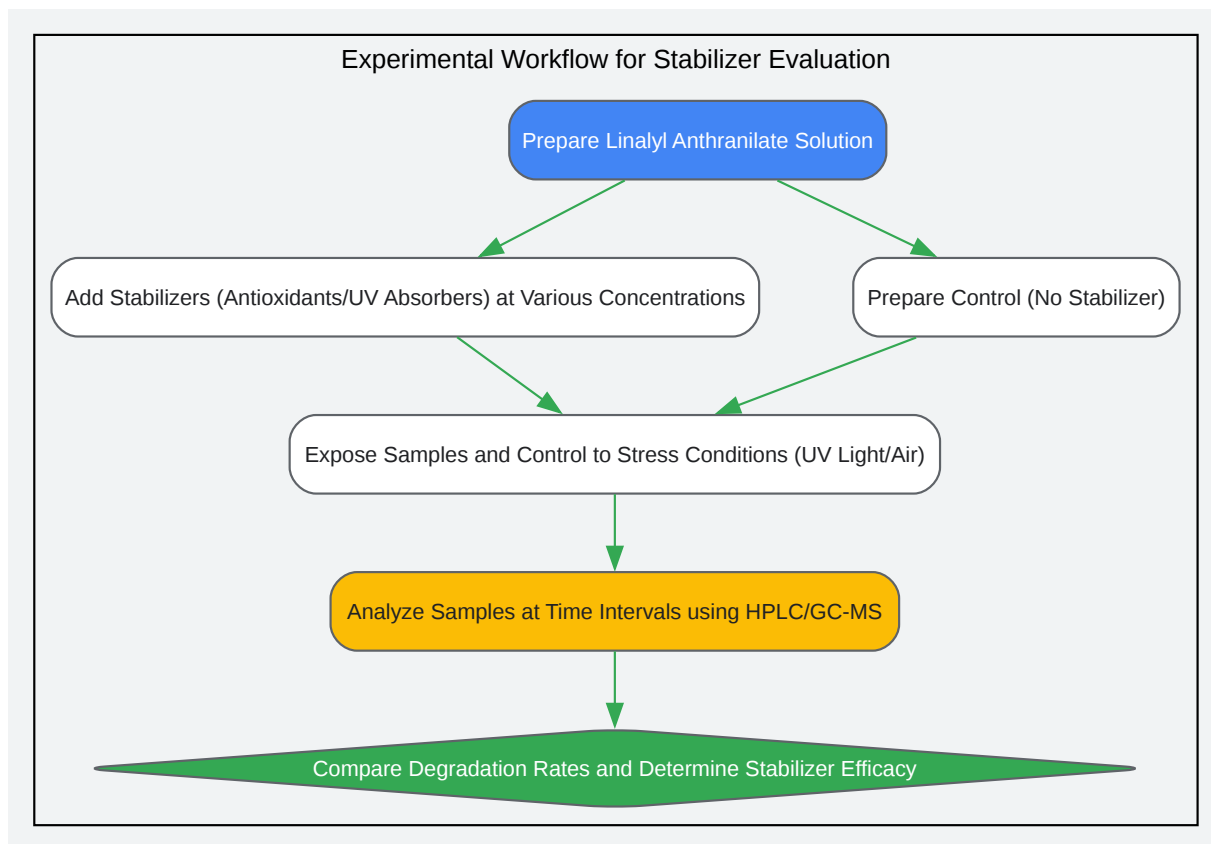 Experimental Workflow for Stabilizer Evaluation
Prepare Linalyl Anthranilate Solution
Add Stabilizers (Antioxidants/UV Absorbers) at Various Concentrations
Prepare Control (No Stabilizer)
Expose Samples and Control to Stress Conditions (UV Light/Air)
Analyze Samples at Time Intervals using HPLC/GC-MS
Compare Degradation Rates and Determine Stabilizer Efficacy